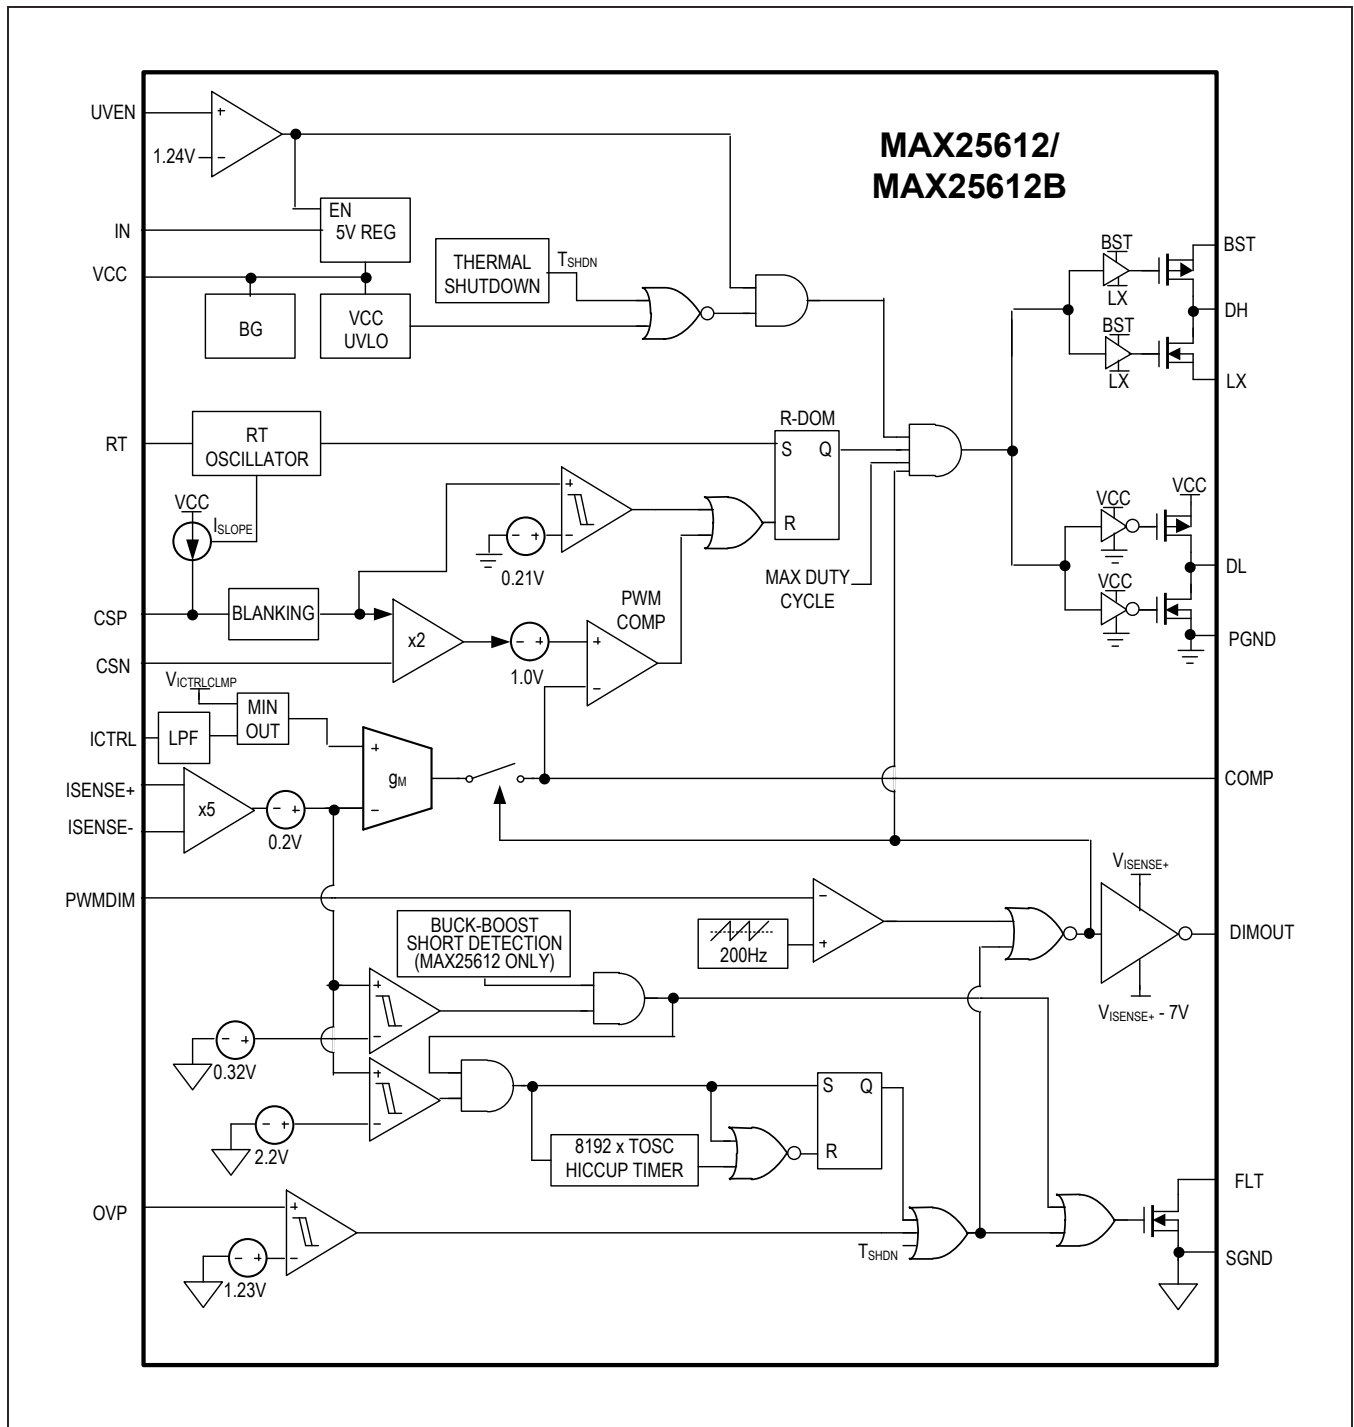 MAX25612/
MAX25612B
UVEN
+
1.24V
−
EN
5V REG
IN
VCC
BG
VCC
UVLO
THERMAL
SHUTDOWN
TSHDN
BST
LX
BST
LX
BST
DH
LX
RT
RT
OSCILLATOR
R-DOM
S Q
R
VCC
ISLOPE
+
−
- +
0.21V
MAX DUTY
CYCLE
VCC
VCC
VCC
DL
PGND
CSP
BLANKING
CSN
x2
- +
1.0V
PWM
COMP
+
−
VICTRLCLMP
MIN
OUT
ICTRL
LPF
+
gM
−
ISENSE+
ISENSE-
x5
- +
0.2V
COMP
PWMDIM
BUCK-BOOST
SHORT DETECTION
(MAX25612 ONLY)
200Hz
−
+
VISENSE+
DIMOUT
VISENSE+ - 7V
+
−
- +
0.32V
+
−
- +
2.2V
8192 x TOSC
HICCUP TIMER
S Q
R
OVP
+
−
- +
1.23V
TSHDN
FLT
SGND